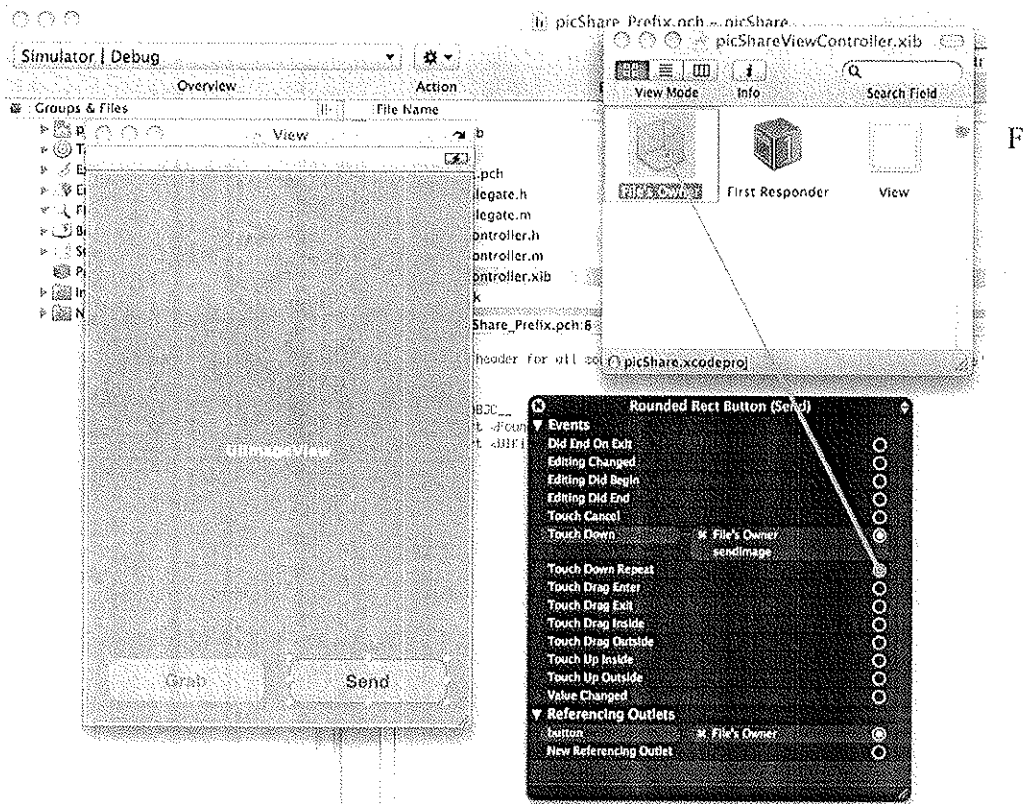 picShare_Prefix.pch – picShare
Simulator | Debug
Overview
Action
Groups & Files
File Name
View
.pch
legate.h
legate.m
ontroller.h
ontroller.m
ontroller.xib
Share_Prefix.pch:6
header for all
UIImageView
Grab
Send
picShareViewController.xib
View Mode
Info
Search Field
File's Owner
First Responder
View
picShare.xcodeproj
F
Rounded Rect Button (Send)
Events
Did End On Exit
Editing Changed
Editing Did Begin
Editing Did End
Touch Cancel
Touch Down
File's Owner
sendImage
Touch Down Repeat
Touch Drag Enter
Touch Drag Exit
Touch Drag Inside
Touch Drag Outside
Touch Up Inside
Touch Up Outside
Value Changed
Referencing Outlets
button
File's Owner
New Referencing Outlet